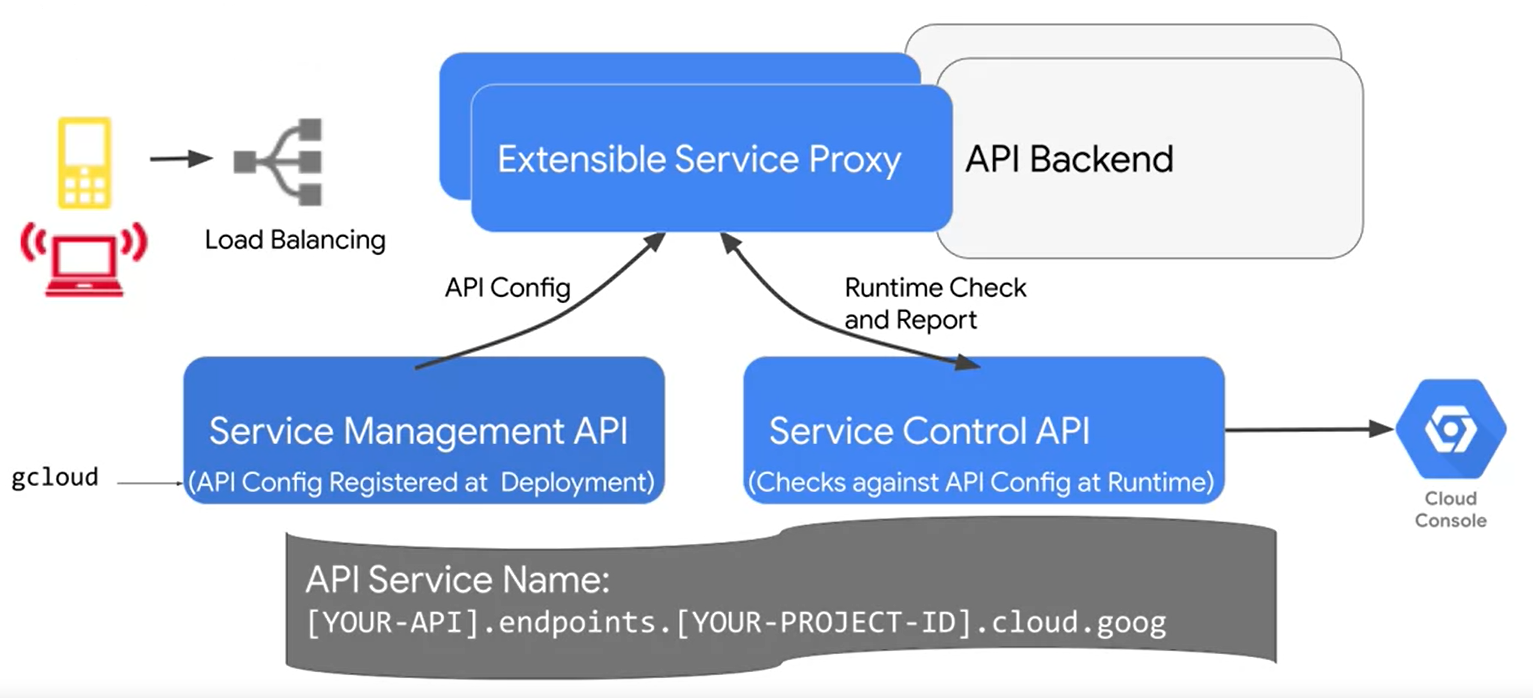 Extensible Service Proxy
API Backend
Load Balancing
API Config
Runtime Check
and Report
Service Management API
(API Config Registered at  Deployment)
Service Control API
(Checks against API Config at Runtime)
gcloud
Cloud
Console
API Service Name:
[YOUR-API].endpoints.[YOUR-PROJECT-ID].cloud.goog